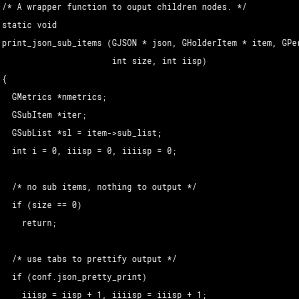 /* A wrapper function to ouput children nodes. */
static void
print_json_sub_items (GJSON * json, GHolderItem * item, GPer
int size, int iisp)
{
GMetrics *nmetrics;
GSubItem *iter;
GSubList *sl = item->sub_list;
int i = 0, iiisp = 0, iiiisp = 0;
/* no sub items, nothing to output */
if (size == 0)
return;
/* use tabs to prettify output */
if (conf.json_pretty_print)
iiisp = iisp + 1, iiiisp = iiisp + 1;